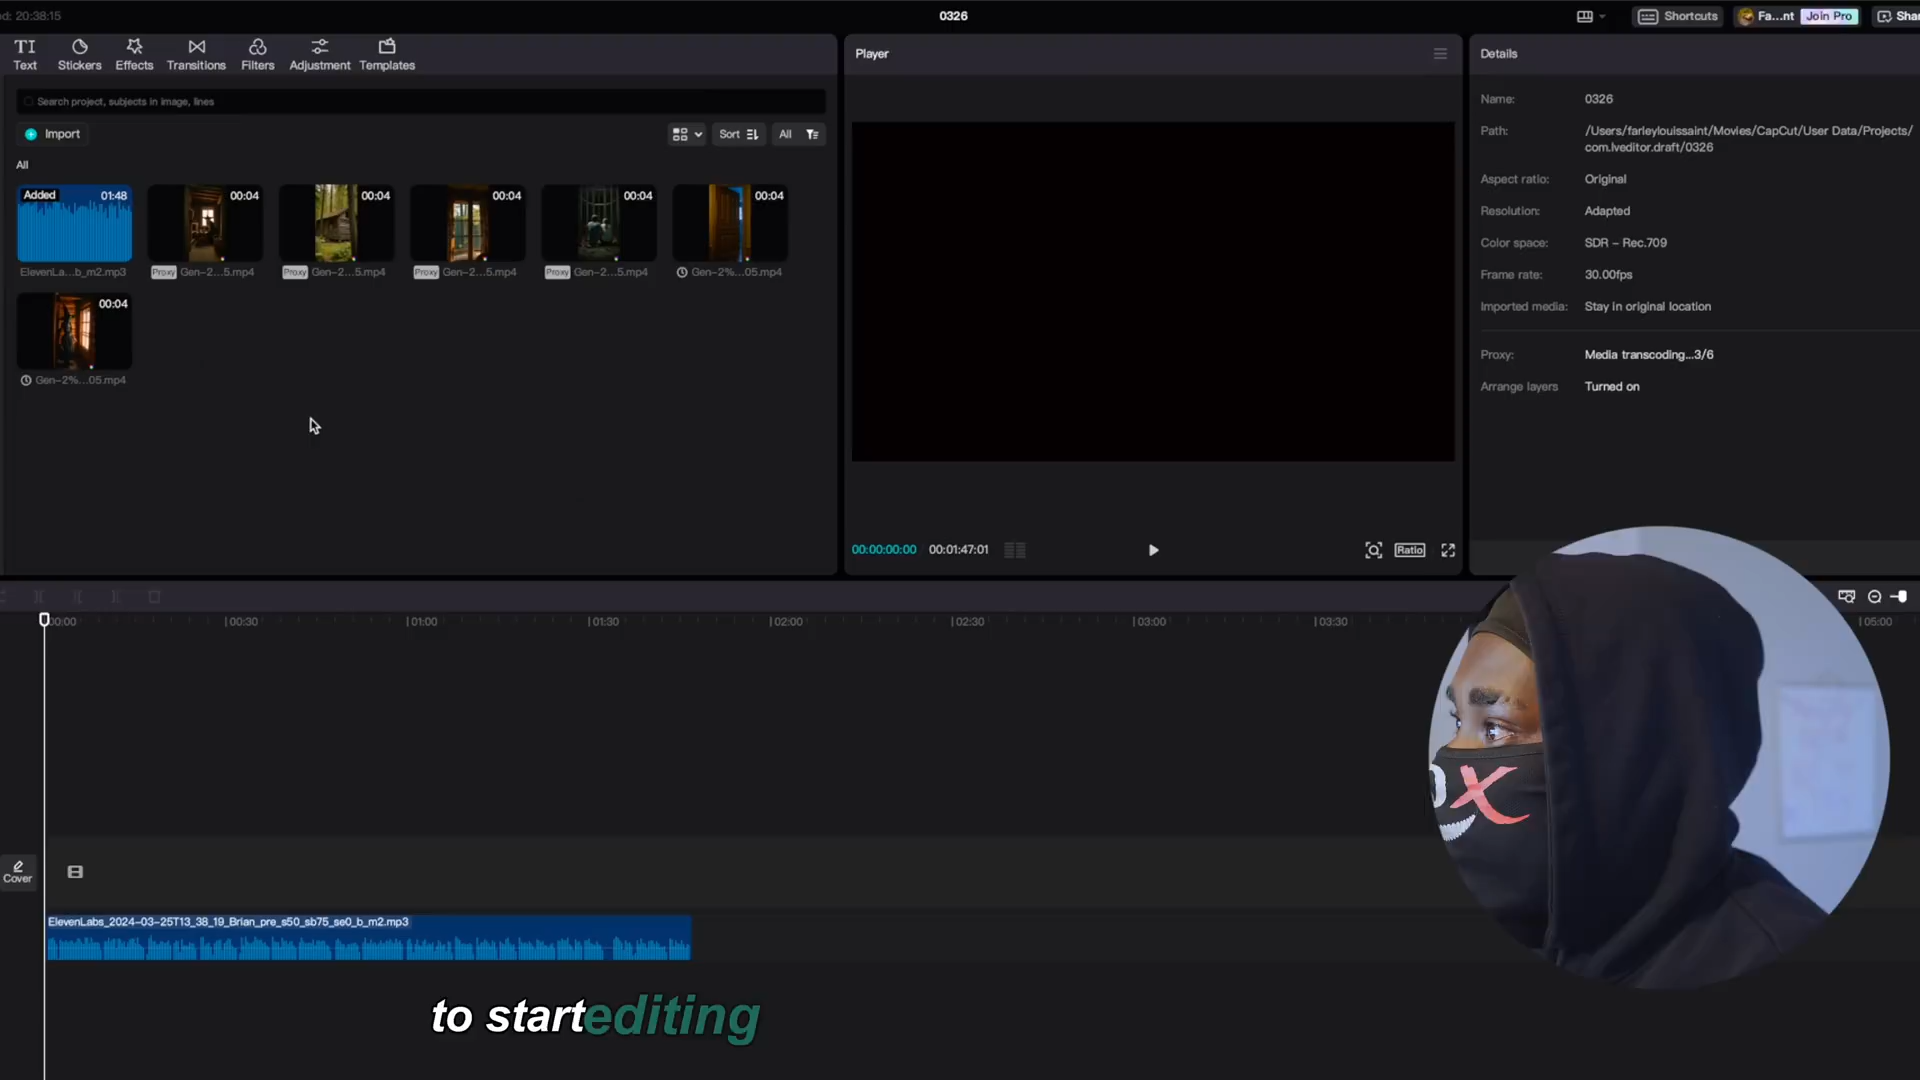 od: 20:38:15
0326
Shortcuts
Fa...nt
Join Pro
Shar
TI
Text
Stickers
Effects
Transitions
Filters
Adjustment
Templates
Player
Details
Search project, subjects in image, lines
Import
Sort
All
All
Added
01:48
00:04
00:04
00:04
00:04
00:04
ElevenLa...b_m2.mp3
Proxy
Gen-2...5.mp4
Proxy
Gen-2...5.mp4
Proxy
Gen-2...5.mp4
Proxy
Gen-2...5.mp4
Gen-2%...05.mp4
00:04
Gen-2%...05.mp4
Name:
0326
Path:
/Users/farleylouissaint/Movies/CapCut/User Data/Projects/
com.lveditor.draft/0326
Aspect ratio:
Original
Resolution:
Adapted
Color space:
SDR – Rec.709
Frame rate:
30.00fps
Imported media:
Stay in original location
Proxy:
Media transcoding...3/6
Arrange layers
Turned on
00:00:00:00
00:01:47:01
Ratio
00:00
00:30
01:00
01:30
02:00
02:30
03:00
03:30
05:00
Cover
ElevenLabs_2024-03-25T13_38_19_Brian_pre_s50_sb75_se0_b_m2.mp3
X
to start editing